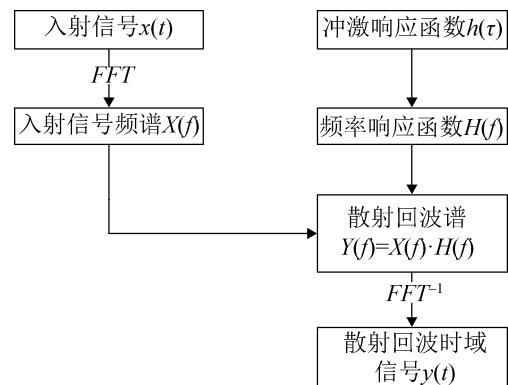 入射信号x(t)
冲激响应函数h(τ)
FFT
入射信号频谱X(f)
频率响应函数H(f)
散射回波谱
Y(f)=X(f)·H(f)
FFT⁻¹
散射回波时域
信号y(t)